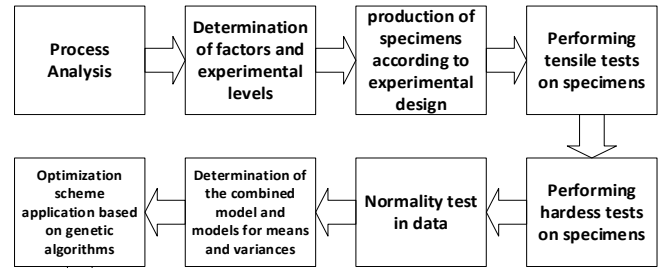 Process
Analysis
Determination
of factors and
experimental
levels
production of
specimens
according to
experimental
design
Performing
tensile tests
on specimens
Performing
hardess tests
on specimens
Normality test
in data
Determination of
the combined
model and
models for means
and variances
Optimization
scheme
application based
on genetic
algorithms